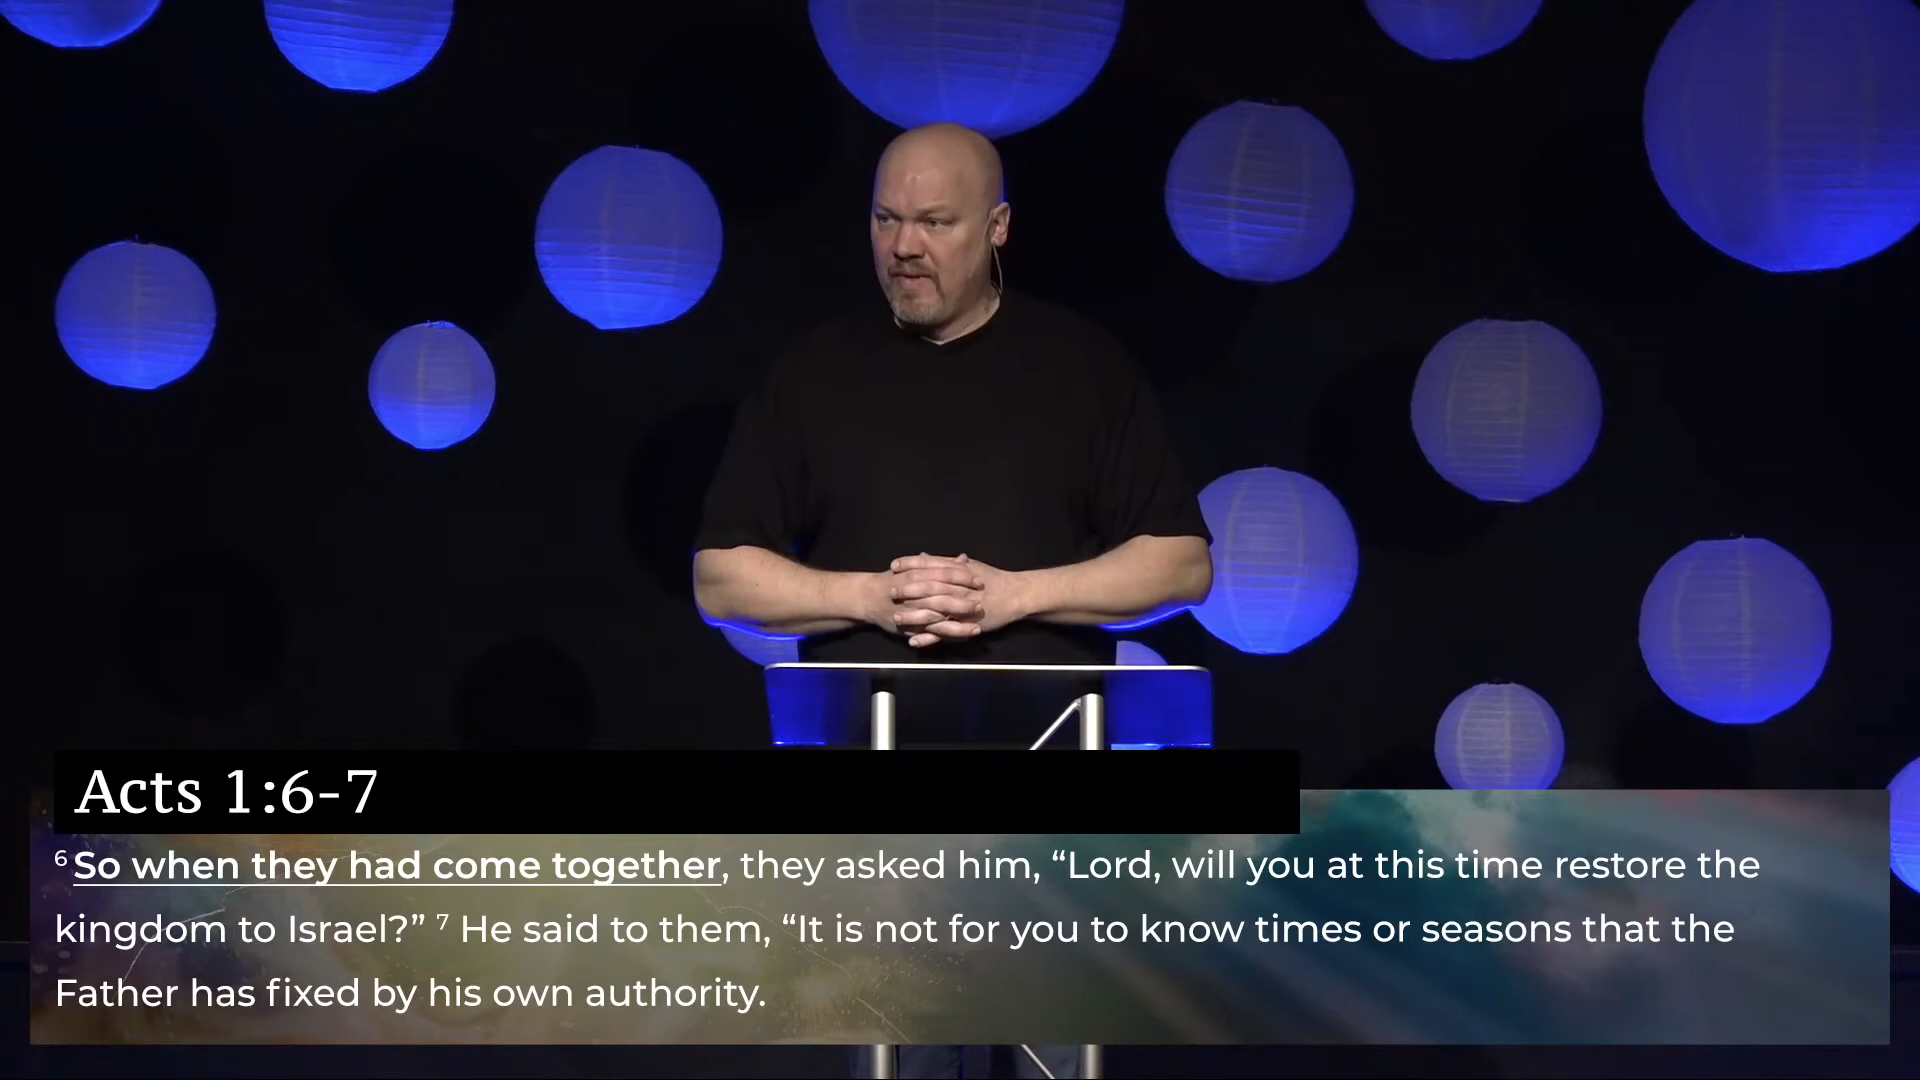 Acts 1:6-7
6 So when they had come together, they asked him, “Lord, will you at this time restore the
kingdom to Israel?” 7 He said to them, “It is not for you to know times or seasons that the
Father has fixed by his own authority.